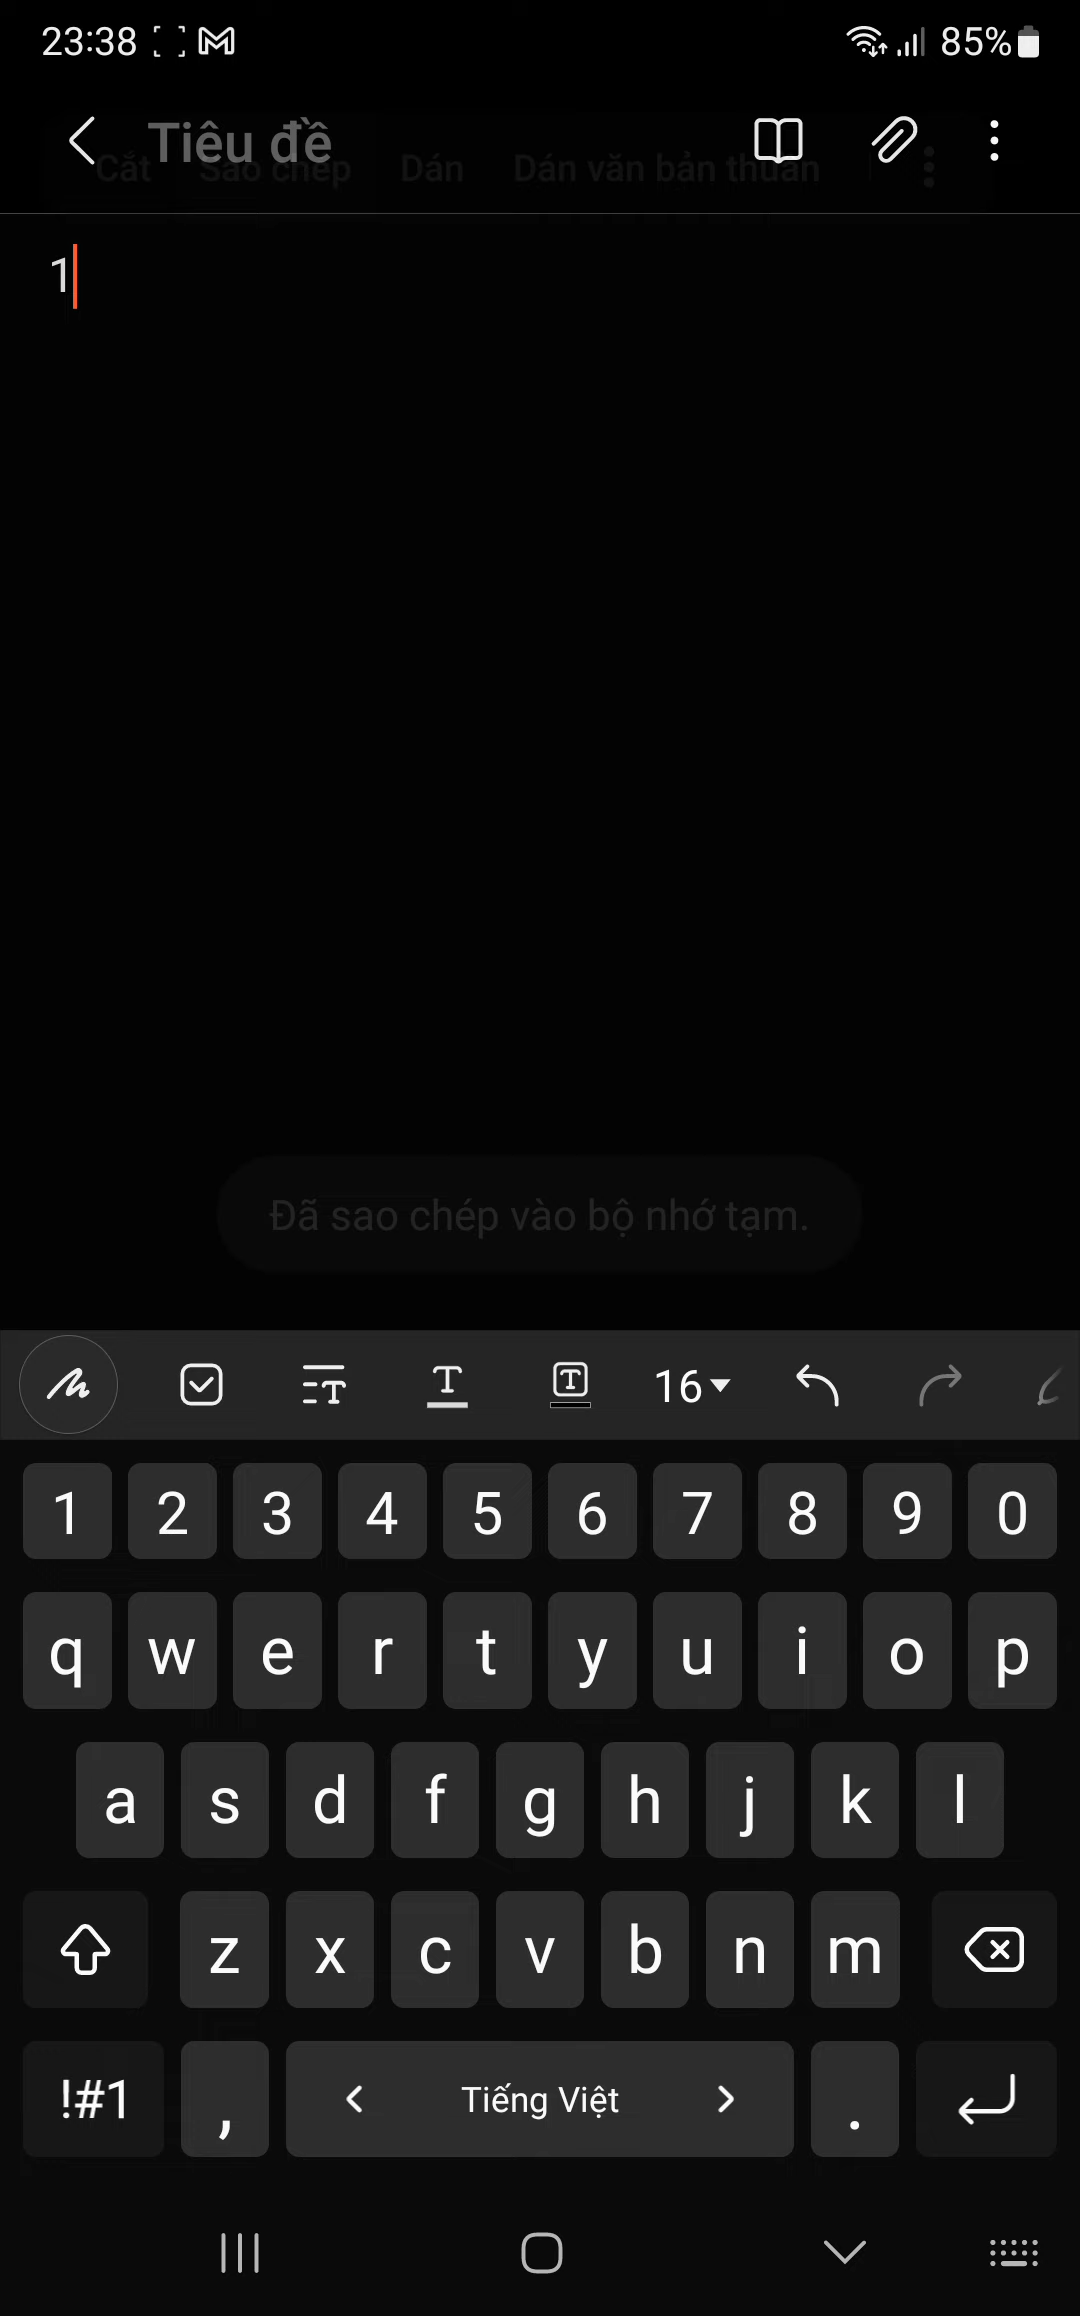 23:38 85%
Tiêu đề
Cắt Sao chép Dán Dán văn bản thuần
1
Đã sao chép vào bộ nhớ tạm.
T T T 16
1 2 3 4 5 6 7 8 9 0
q w e r t y u i o p
a s d f g h j k l
z x c v b n m
!#1 , < Tiếng Việt > .